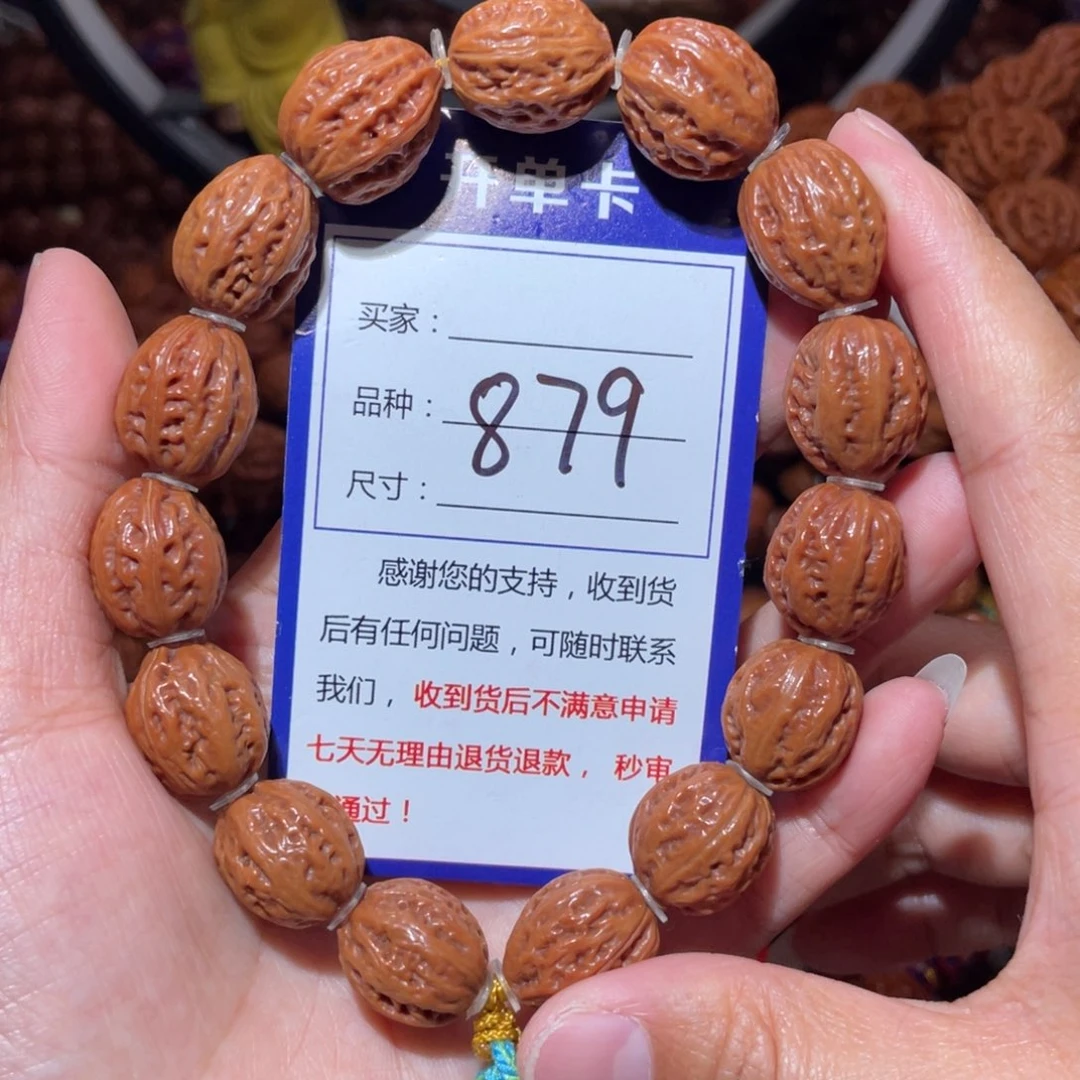 开单卡
买家：
品种：879
尺寸：
感谢您的支持，收到货
后有任何问题，可随时联系
我们，收到货后不满意申请
七天无理由退货退款，秒审
通过！